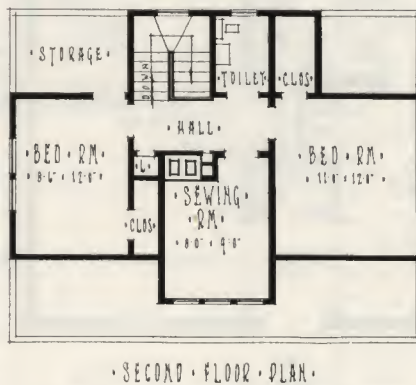 · STORAGE ·
DOWN
· TOILET ·
· CLOS ·
· HALL ·
· BED · RM ·
· 8'-6" × 12'-0" ·
L ·
· CLOS ·
· SEWING ·
RM
· 8'-0" × 9'-0" ·
· BED · RM ·
· 11'-0" × 12'-0" ·
· SECOND · FLOOR · PLAN ·